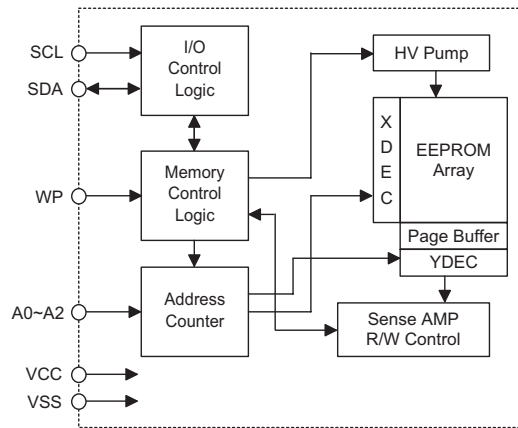 SCL
SDA
WP
A0~A2
VCC
VSS
I/O
Control
Logic
Memory
Control
Logic
Address
Counter
HV Pump
X
D
E
C
EEPROM
Array
Page Buffer
YDEC
Sense AMP
R/W Control